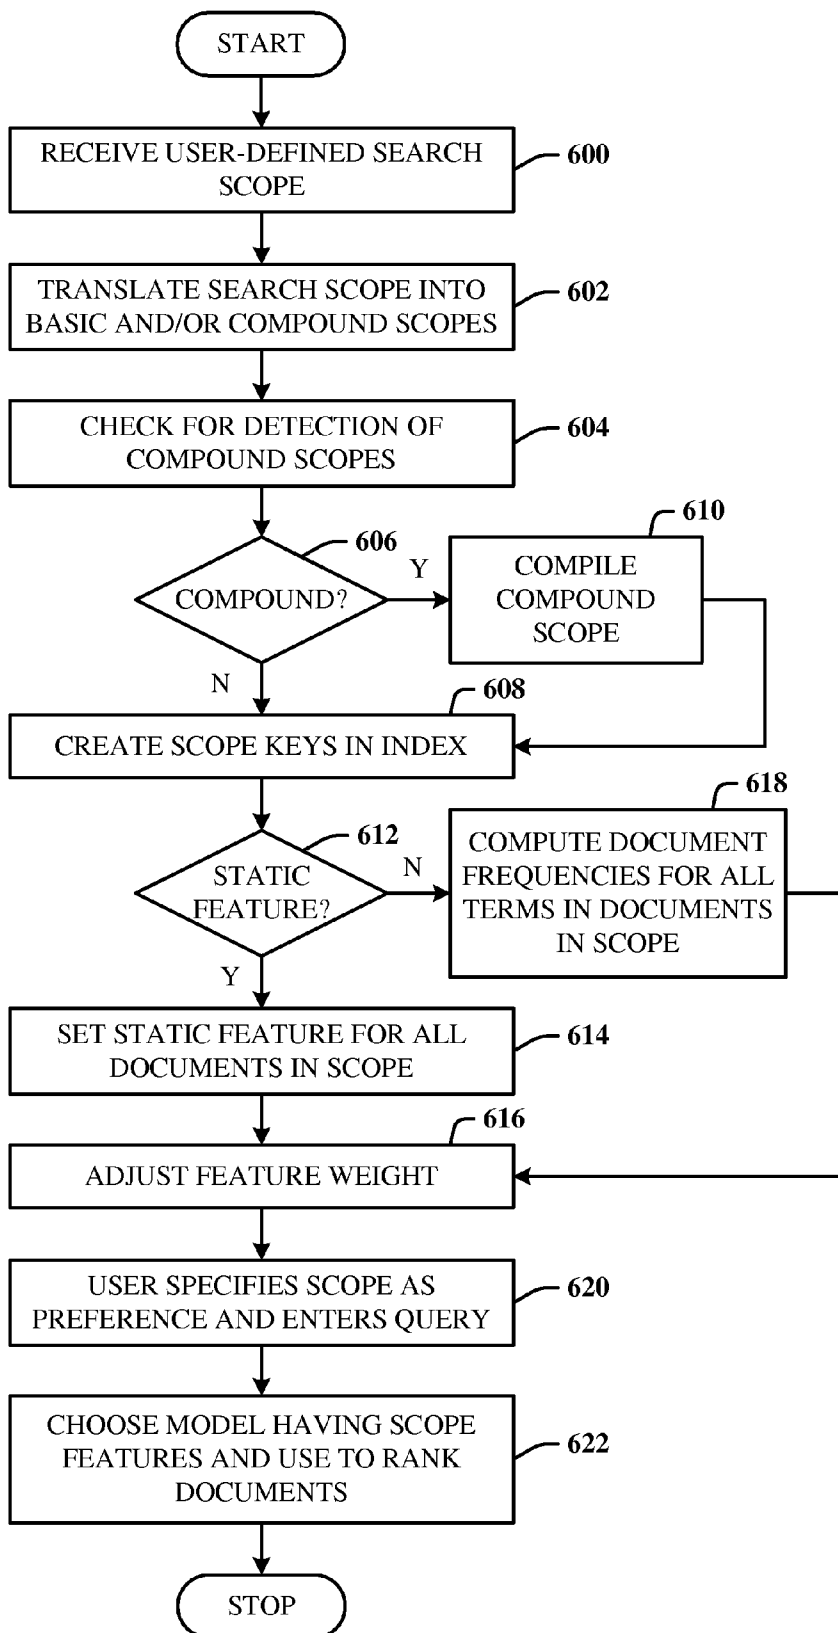 START
RECEIVE USER-DEFINED SEARCH
SCOPE
600
TRANSLATE SEARCH SCOPE INTO
BASIC AND/OR COMPOUND SCOPES
602
CHECK FOR DETECTION OF
COMPOUND SCOPES
604
606
COMPOUND?
Y
610
COMPILE
COMPOUND
SCOPE
N
608
CREATE SCOPE KEYS IN INDEX
612
STATIC
FEATURE?
N
618
COMPUTE DOCUMENT
FREQUENCIES FOR ALL
TERMS IN DOCUMENTS
IN SCOPE
Y
SET STATIC FEATURE FOR ALL
DOCUMENTS IN SCOPE
614
616
ADJUST FEATURE WEIGHT
USER SPECIFIES SCOPE AS
PREFERENCE AND ENTERS QUERY
620
CHOOSE MODEL HAVING SCOPE
FEATURES AND USE TO RANK
DOCUMENTS
622
STOP